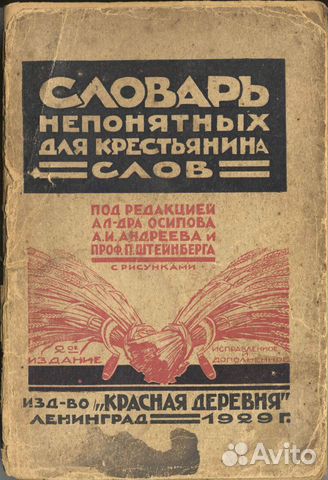 СЛОВАРЬ
НЕПОНЯТНЫХ
ДЛЯ КРЕСТЬЯНИНА
СЛОВ
ПОД РЕДАКЦИЕЙ
АЛ-ДРА ОСИПОВА
А.И. АНДРЕЕВА И
ПРОФ. П. ШТЕЙНБЕРГА
С РИСУНКАМИ
2-ОЕ
ИЗДАНИЕ
ИСПРАВЛЕННОЕ
И
ДОПОЛНЕННОЕ
ИЗД-ВО „КРАСНАЯ ДЕРЕВНЯ"
ЛЕНИНГРАД 1929 Г.
Avito